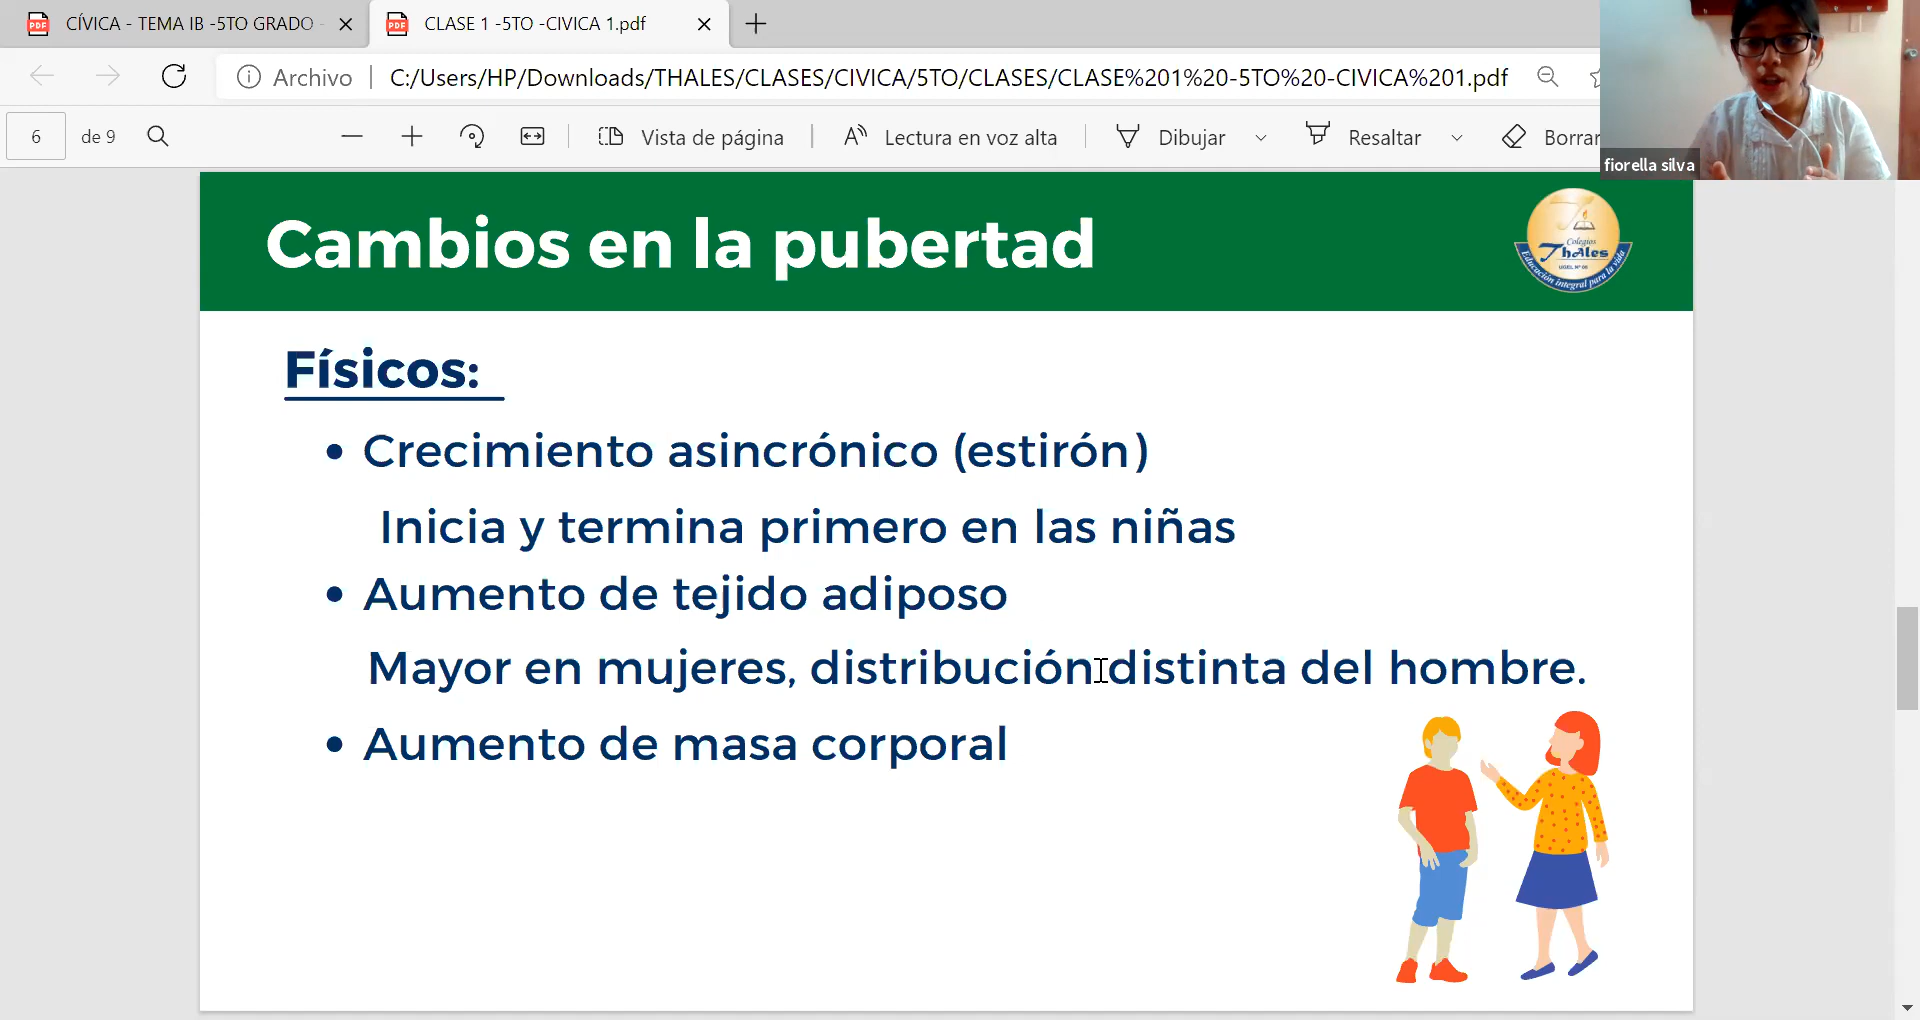 CÍVICA - TEMA IB -5TO GRADO -
CLASE 1 -5TO -CIVICA 1.pdf
Archivo
C:/Users/HP/Downloads/THALES/CLASES/CIVICA/5TO/CLASES/CLASE%201%20-5TO%20-CIVICA%201.pdf
6 de 9
Vista de página
Lectura en voz alta
Dibujar
Resaltar
Borrar
fiorella silva
Cambios en la pubertad
Colegios
Thales
UGEL Nº 06
Educación integral para la vida
Físicos:
• Crecimiento asincrónico (estirón)
Inicia y termina primero en las niñas
• Aumento de tejido adiposo
Mayor en mujeres, distribución distinta del hombre.
• Aumento de masa corporal